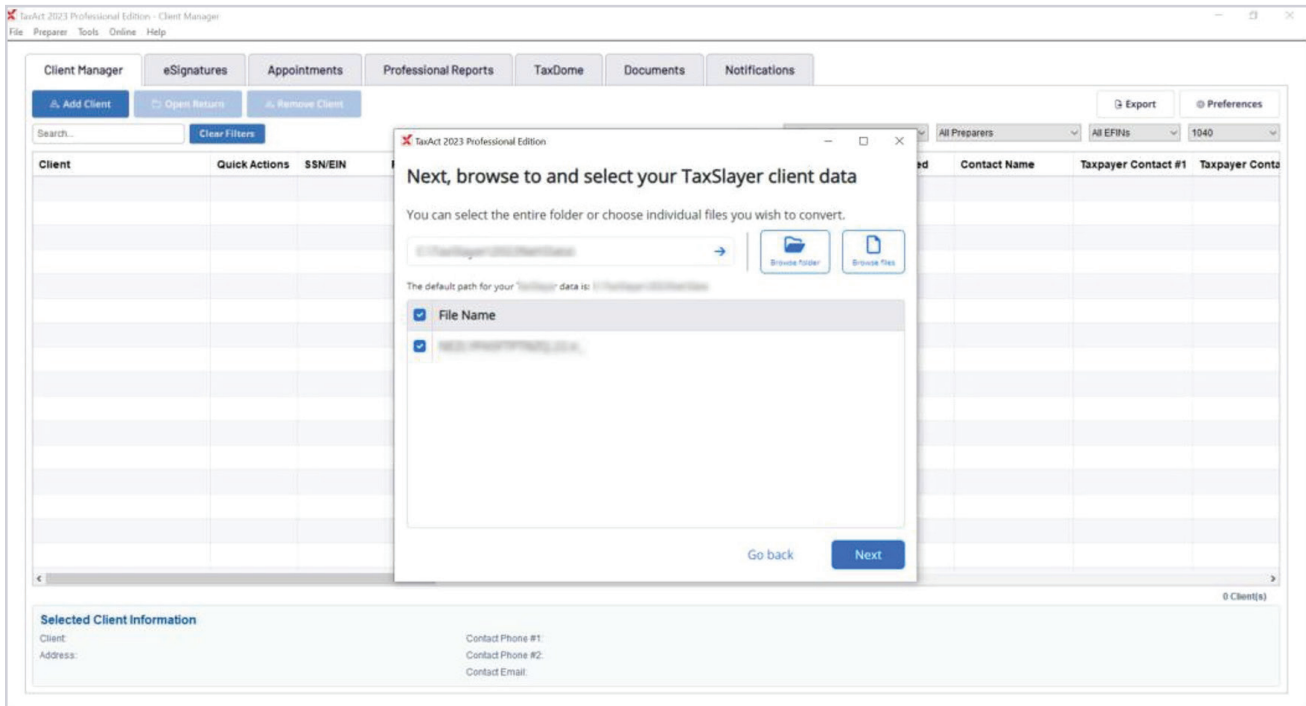 TaxAct 2023 Professional Edition - Client Manager
File Preparer Tools Online Help
Client Manager eSignatures Appointments Professional Reports TaxDome Documents Notifications
Add Client Open Return Remove Client Export Preferences
Search... Clear Filters All Preparers All EFINs 1040
Client Quick Actions SSN/EIN ed Contact Name Taxpayer Contact #1 Taxpayer Conta
TaxAct 2023 Professional Edition
Next, browse to and select your TaxSlayer client data
You can select the entire folder or choose individual files you wish to convert.
Browse folder Browse files
The default path for your data is:
File Name
Go back Next
0 Client(s)
Selected Client Information
Client: Contact Phone #1:
Address: Contact Phone #2:
Contact Email: